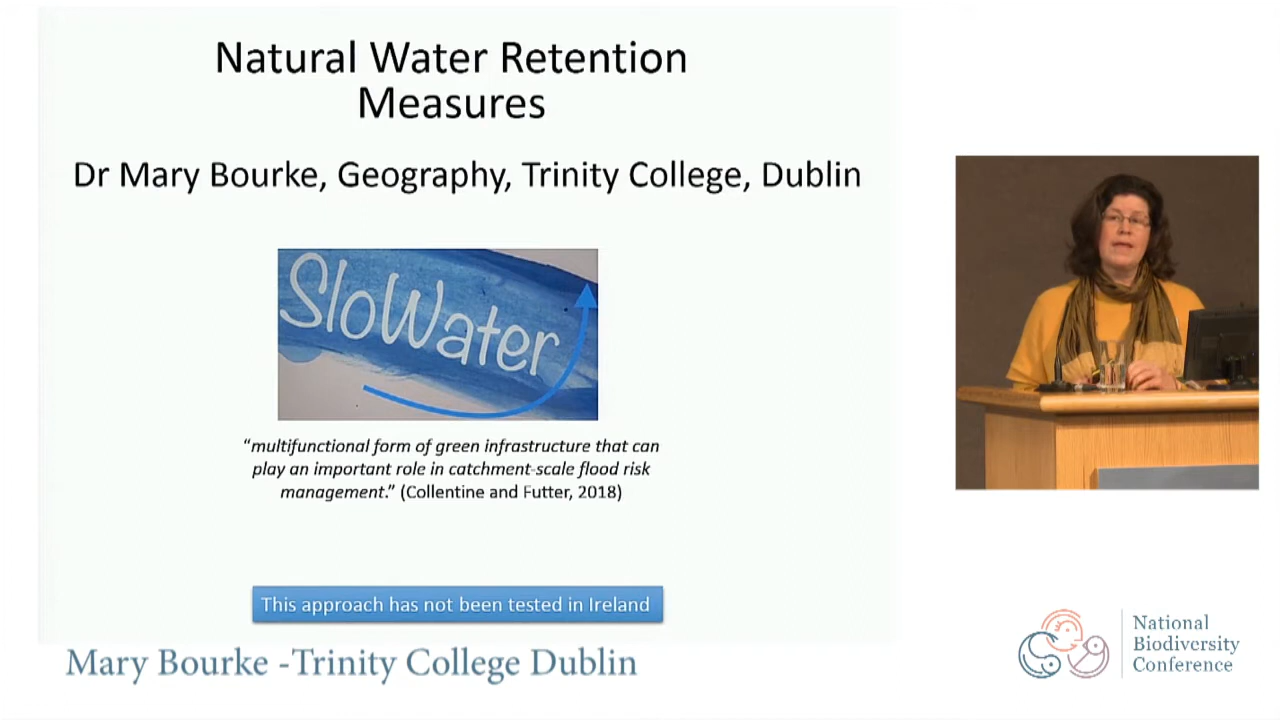 Natural Water Retention
Measures
Dr Mary Bourke, Geography, Trinity College, Dublin
SloWater
“multifunctional form of green infrastructure that can
play an important role in catchment-scale flood risk
management.” (Collentine and Futter, 2018)
This approach has not been tested in Ireland
Mary Bourke -Trinity College Dublin
National
Biodiversity
Conference